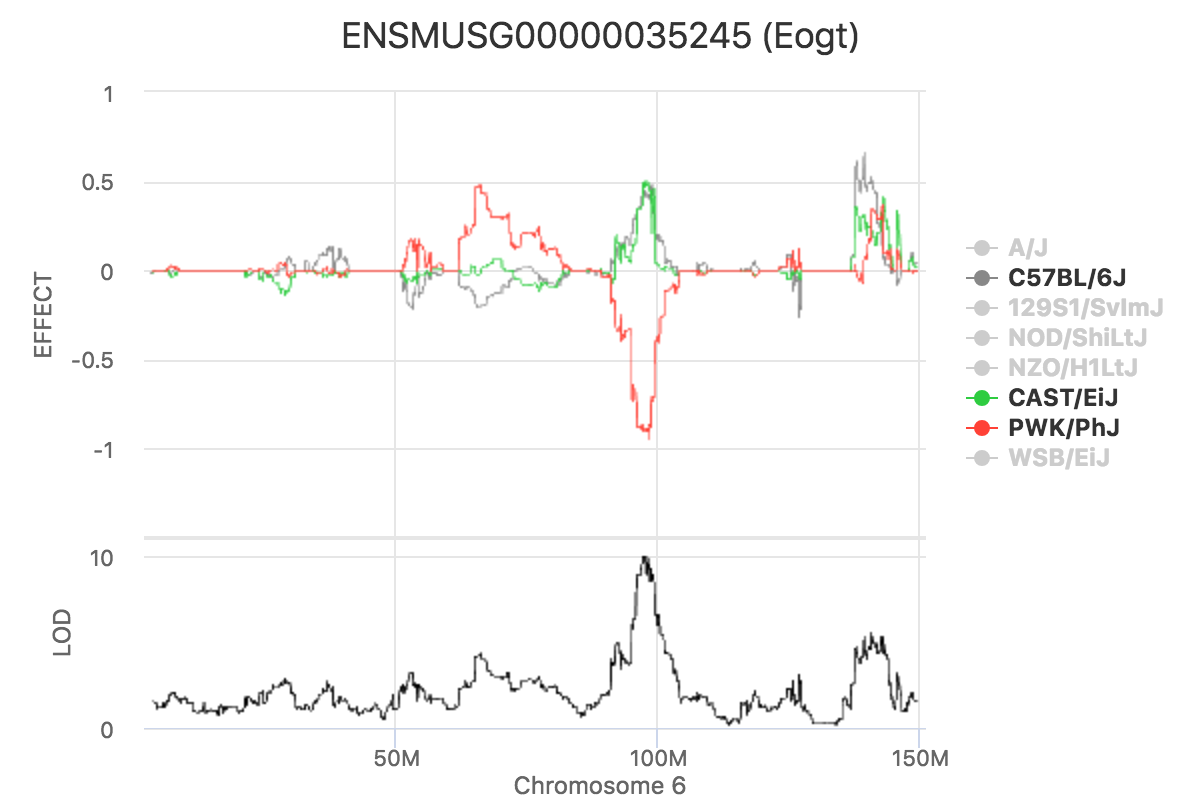 ENSMUSG00000035245 (Eogt)
1
0.5
0
-0.5
-1
EFFECT
A/J
C57BL/6J
129S1/SvImJ
NOD/ShiLtJ
NZO/H1LtJ
CAST/EiJ
PWK/PhJ
WSB/EiJ
10
0
LOD
50M 100M 150M
Chromosome 6